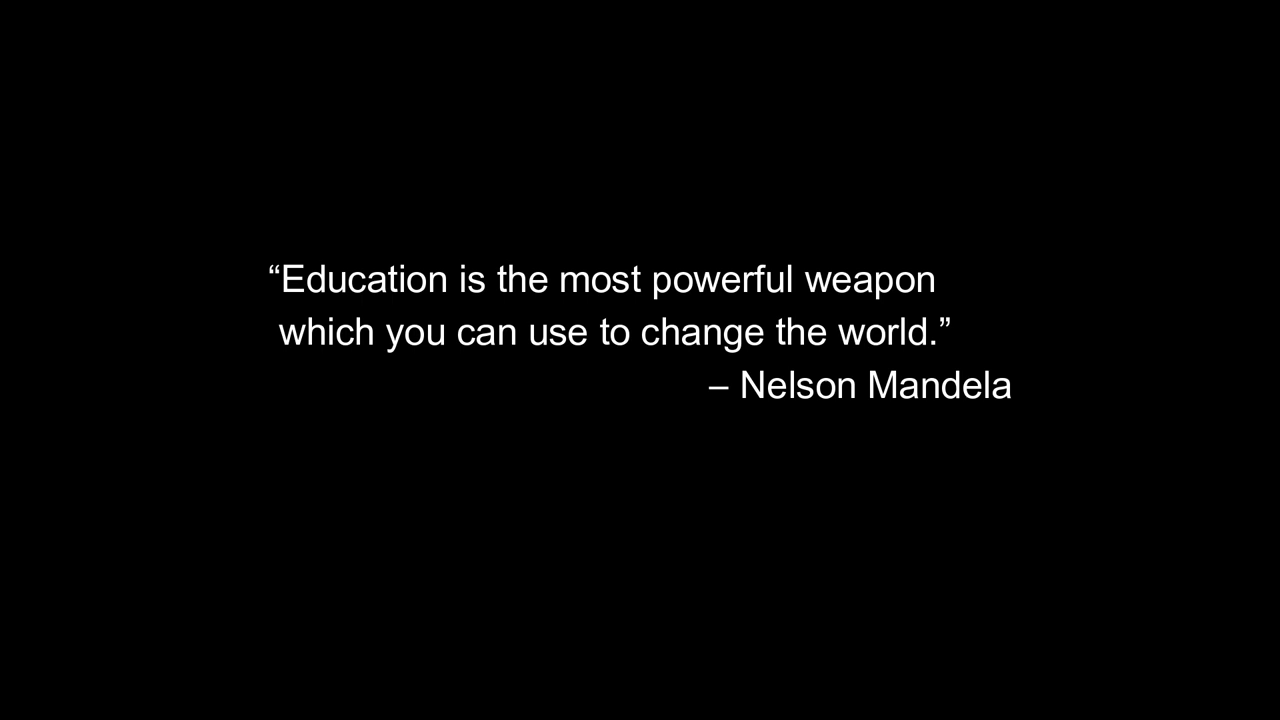 “Education is the most powerful weapon
which you can use to change the world.”
– Nelson Mandela